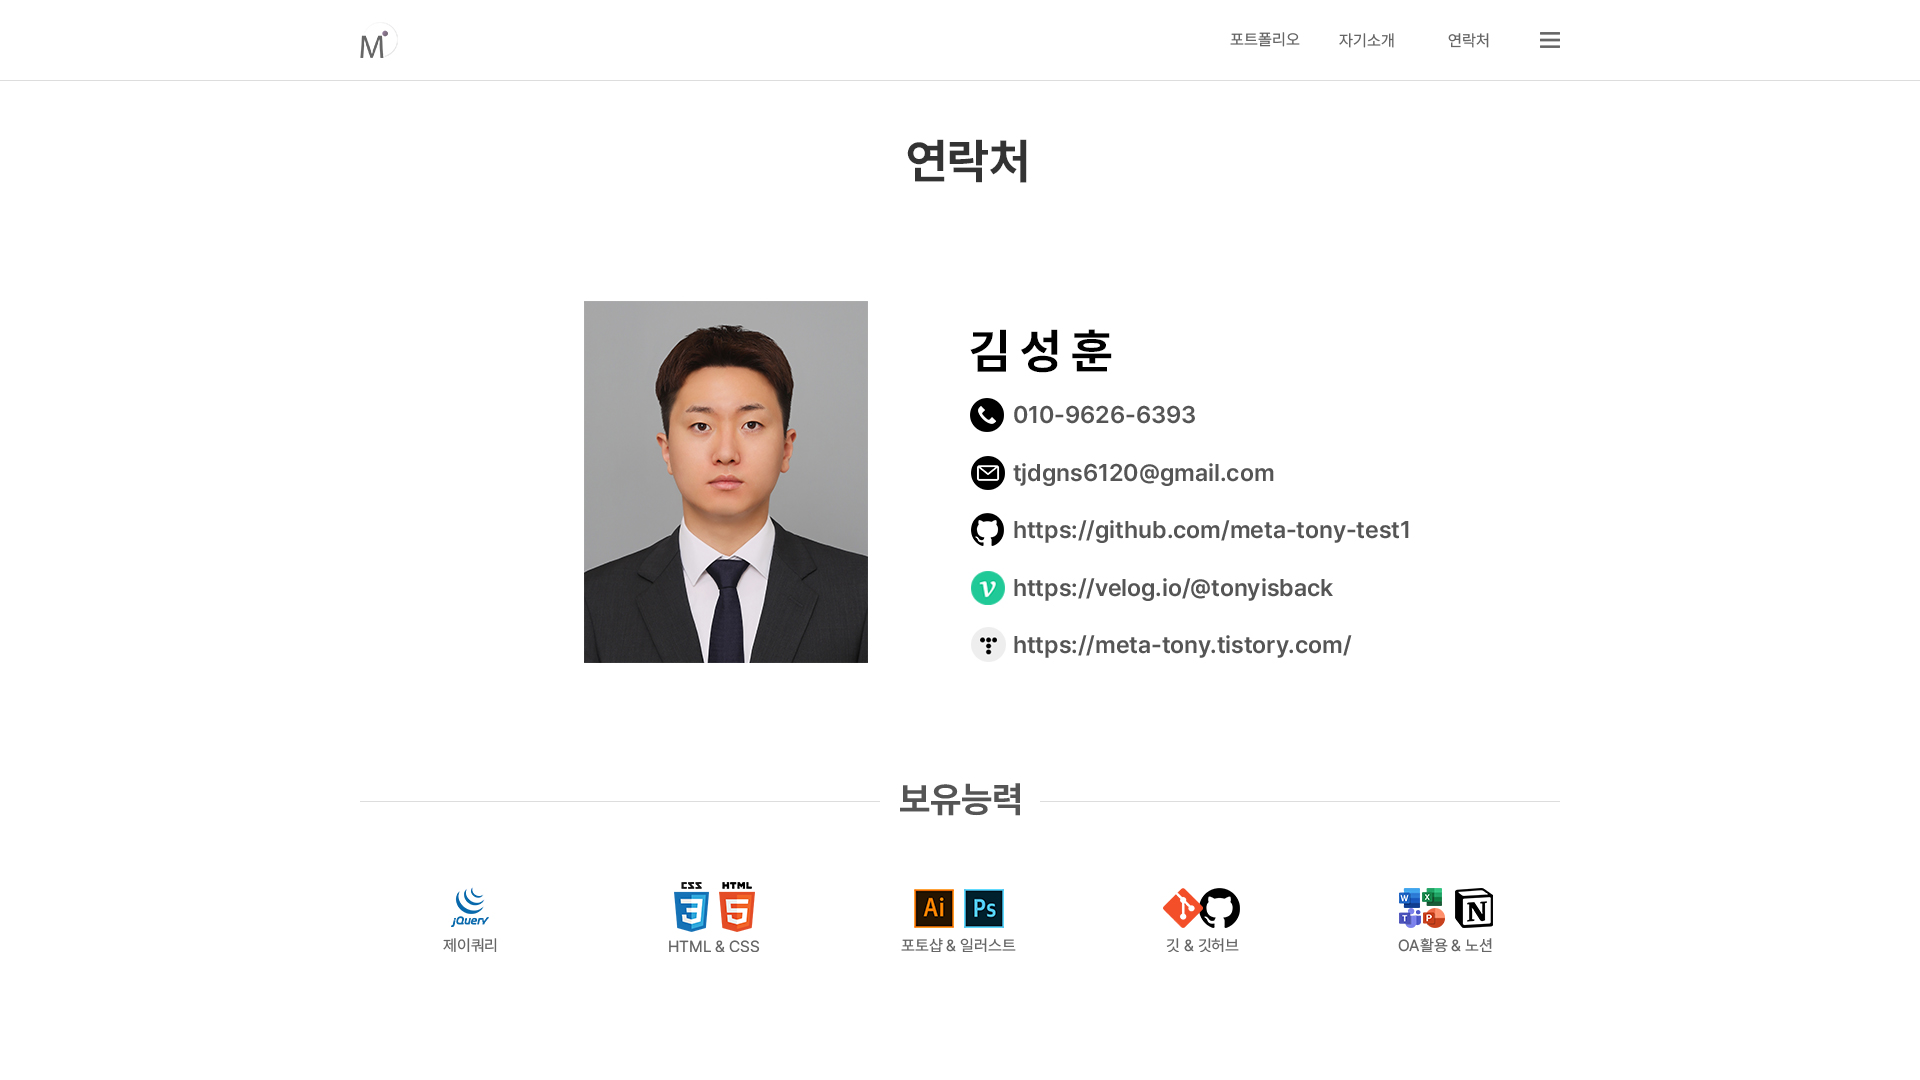 M
포트폴리오
자기소개
연락처
연락처
김 성 훈
010-9626-6393
tjdgns6120@gmail.com
https://github.com/meta-tony-test1
v https://velog.io/@tonyisback
https://meta-tony.tistory.com/
보유능력
jQuery
제이쿼리
CSS HTML
3 5
HTML & CSS
Ai Ps
포토샵 & 일러스트
깃 & 깃허브
W X
T P N
OA활용 & 노션